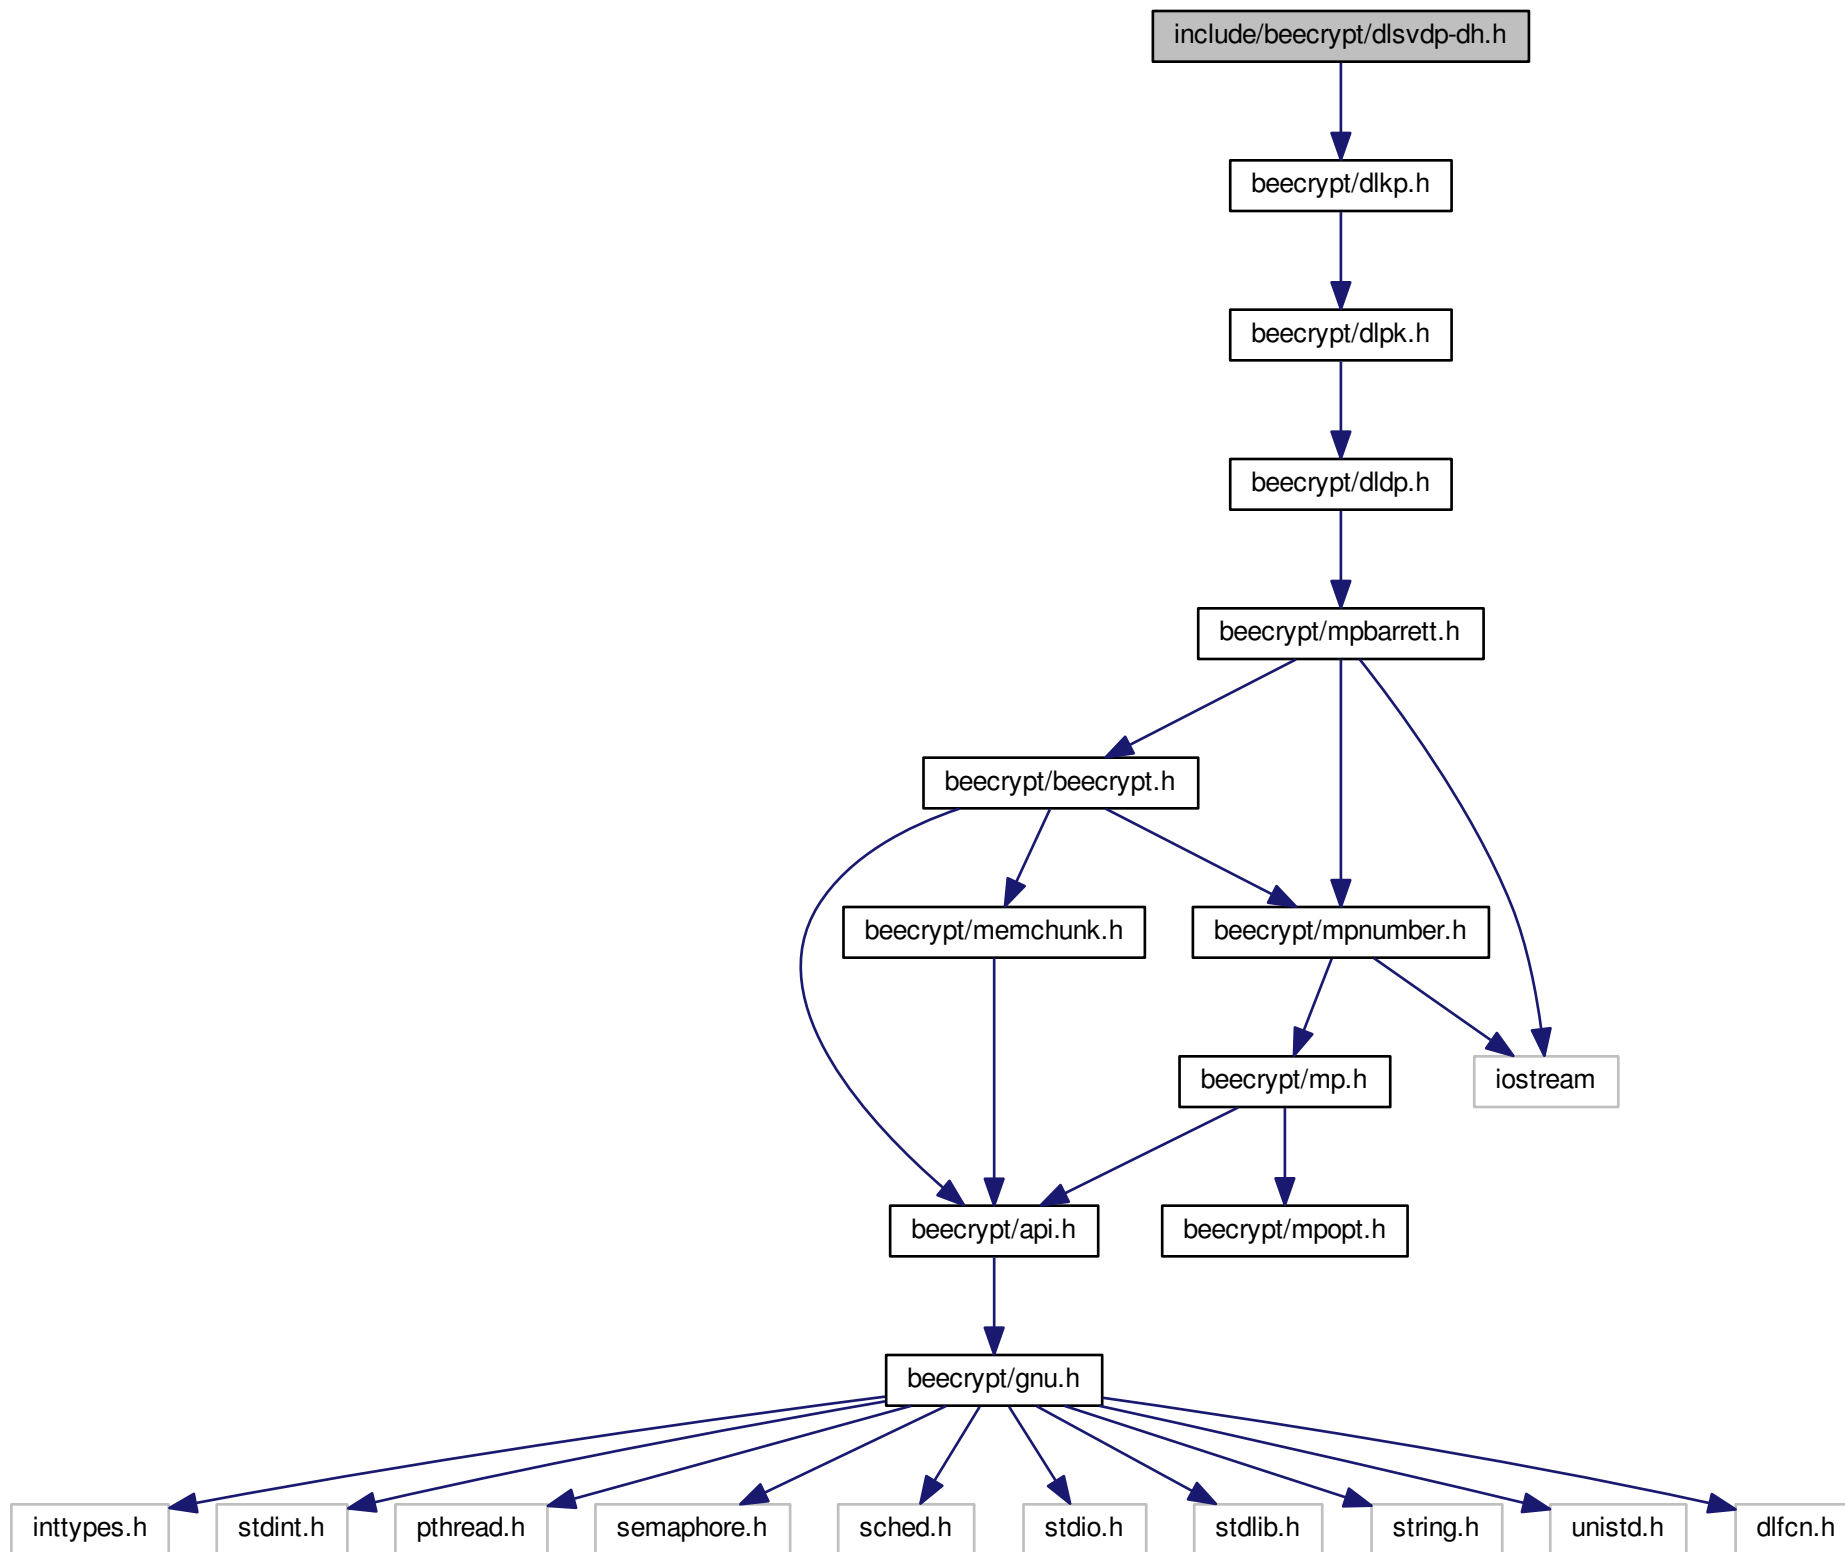 include/beecrypt/dlsvdp-dh.h
beecrypt/dlkp.h
beecrypt/dlpk.h
beecrypt/dldp.h
beecrypt/mpbarrett.h
beecrypt/beecrypt.h
beecrypt/memchunk.h
beecrypt/mpnumber.h
beecrypt/mp.h
iostream
beecrypt/api.h
beecrypt/mpopt.h
beecrypt/gnu.h
inttypes.h
stdint.h
pthread.h
semaphore.h
sched.h
stdio.h
stdlib.h
string.h
unistd.h
dlfcn.h